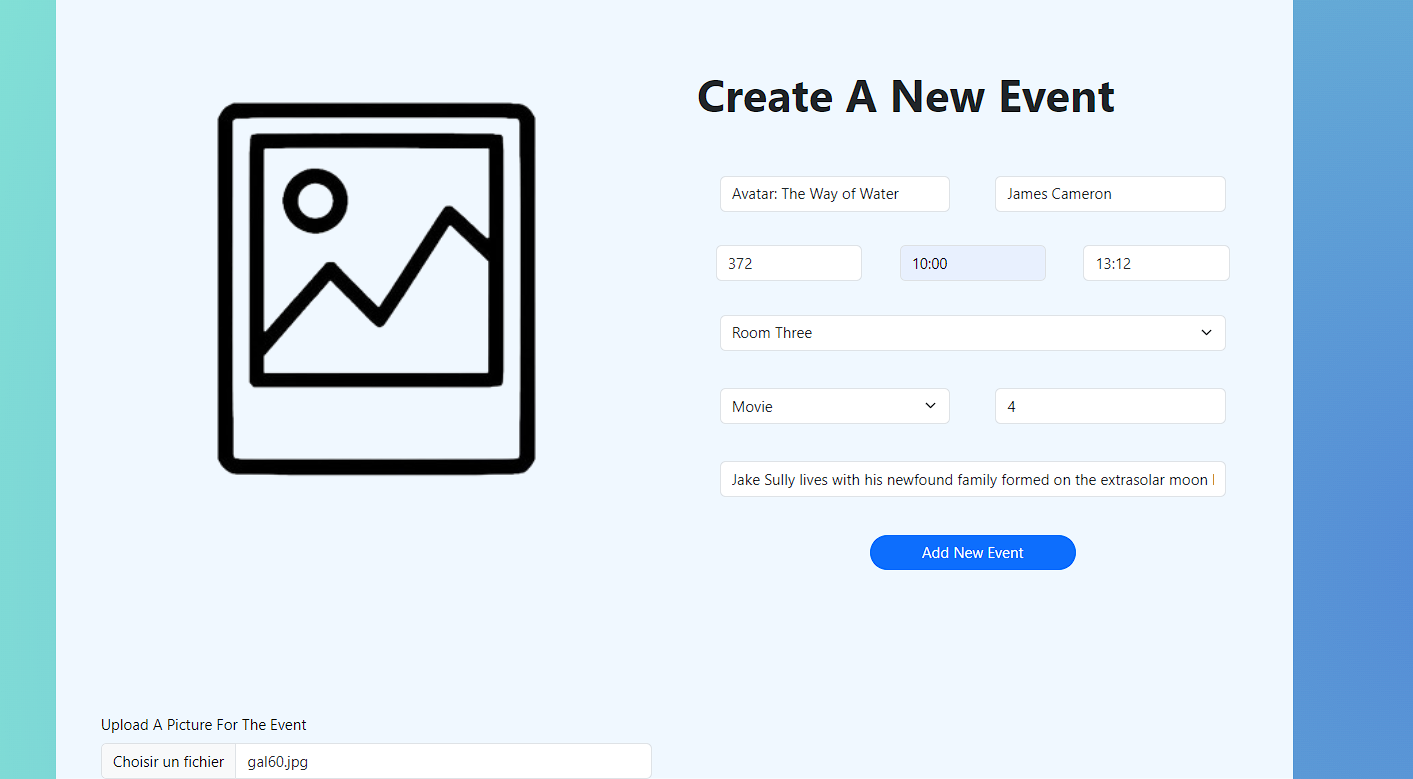 Create A New Event
Avatar: The Way of Water James Cameron
372 10:00 13:12
Room Three
Movie 4
Jake Sully lives with his newfound family formed on the extrasolar moon
Add New Event
Upload A Picture For The Event
Choisir un fichier gal60.jpg